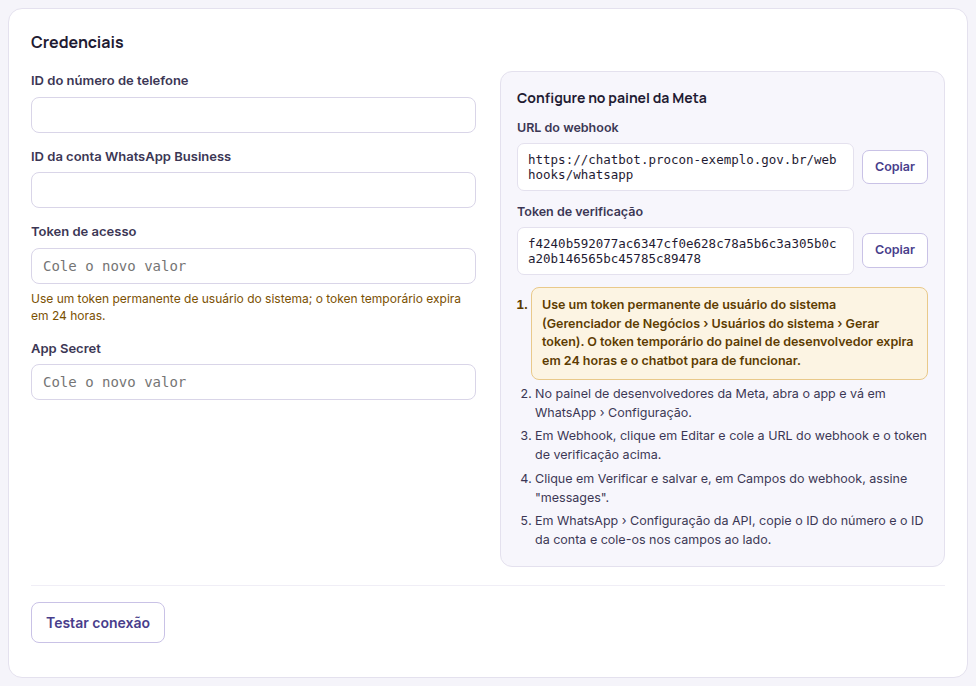 Credenciais
ID do número de telefone
ID da conta WhatsApp Business
Token de acesso
Cole o novo valor
Use um token permanente de usuário do sistema; o token temporário expira
em 24 horas.
App Secret
Cole o novo valor
Configure no painel da Meta
URL do webhook
https://chatbot.procon-exemplo.gov.br/web
hooks/whatsapp
Copiar
Token de verificação
f4240b592077ac6347cf0e628c78a5b6c3a305b0c
a20b146565bc45785c89478
Copiar
1. Use um token permanente de usuário do sistema
(Gerenciador de Negócios › Usuários do sistema › Gerar
token). O token temporário do painel de desenvolvedor expira
em 24 horas e o chatbot para de funcionar.
2. No painel de desenvolvedores da Meta, abra o app e vá em
WhatsApp › Configuração.
3. Em Webhook, clique em Editar e cole a URL do webhook e o token
de verificação acima.
4. Clique em Verificar e salvar e, em Campos do webhook, assine
"messages".
5. Em WhatsApp › Configuração da API, copie o ID do número e o ID
da conta e cole-os nos campos ao lado.
Testar conexão